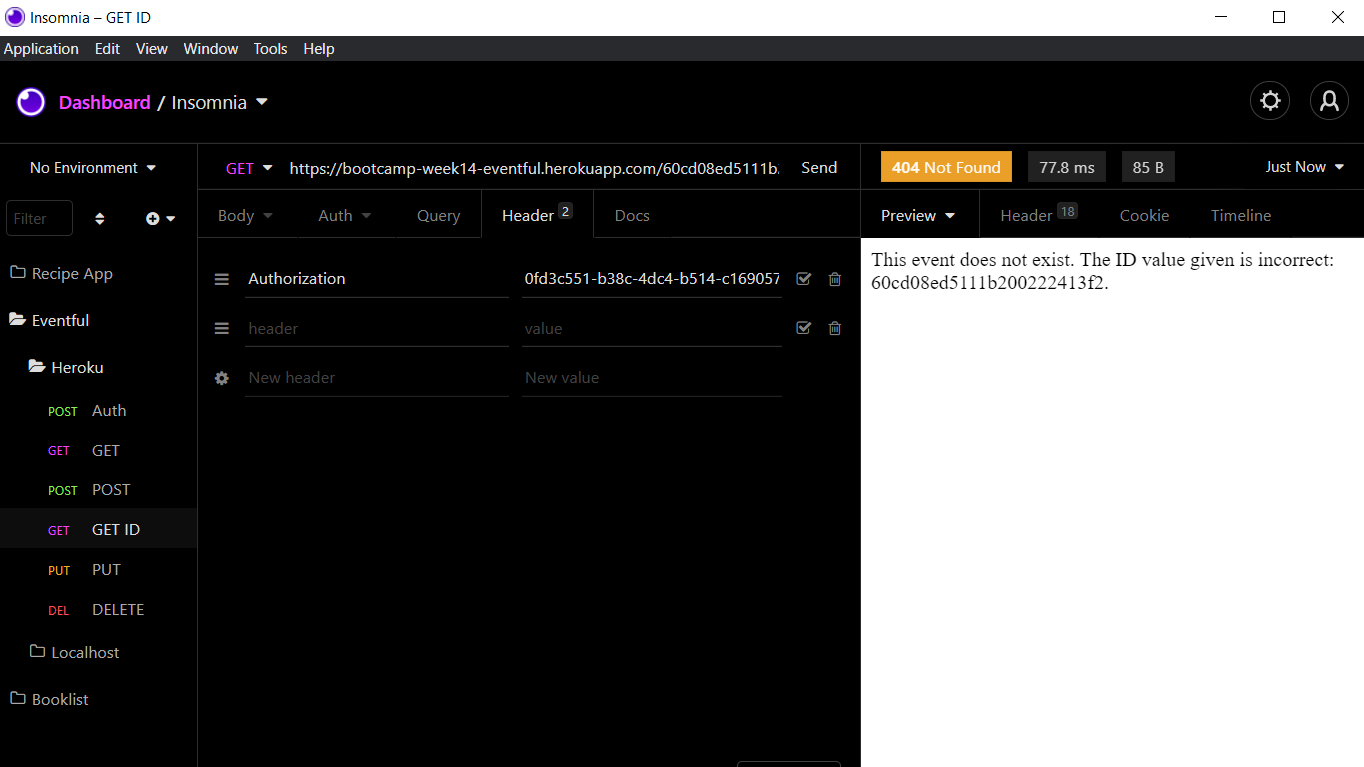 Insomnia – GET ID
Application Edit View Window Tools Help
Dashboard / Insomnia
No Environment
GET https://bootcamp-week14-eventful.herokuapp.com/60cd08ed5111b Send
404 Not Found 77.8 ms 85 B Just Now
Filter
Body Auth Query Header 2 Docs
Preview Header 18 Cookie Timeline
Recipe App
Eventful
Heroku
POST Auth
GET GET
POST POST
GET GET ID
PUT PUT
DEL DELETE
Localhost
Booklist
Authorization 0fd3c551-b38c-4dc4-b514-c169057
header value
New header New value
This event does not exist. The ID value given is incorrect:
60cd08ed5111b200222413f2.